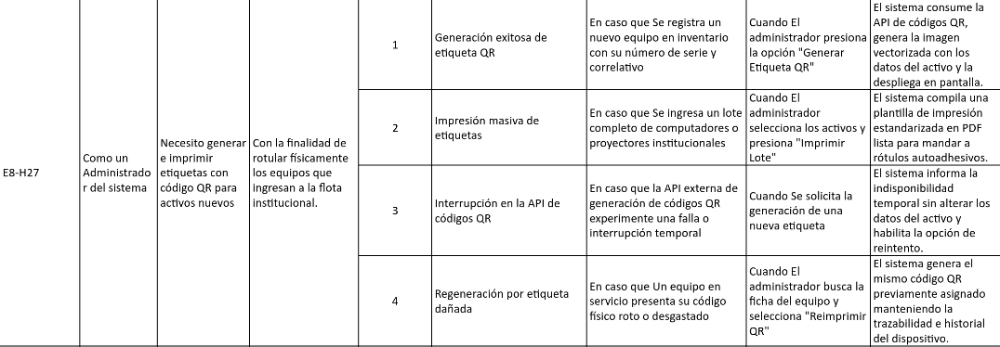 E8-H27
Como un
Administrado
r del sistema
Necesito generar
e imprimir
etiquetas con
código QR para
activos nuevos
Con la finalidad de
rotular físicamente
los equipos que
ingresan a la flota
institucional.
1
Generación exitosa de
etiqueta QR
En caso que Se registra un
nuevo equipo en inventario
con su número de serie y
correlativo
Cuando El
administrador presiona
la opción "Generar
Etiqueta QR"
El sistema consume la
API de códigos QR,
genera la imagen
vectorizada con los
datos del activo y la
despliega en pantalla.
2
Impresión masiva de
etiquetas
En caso que Se ingresa un lote
completo de computadores o
proyectores institucionales
Cuando El
administrador
selecciona los activos y
presiona "Imprimir
Lote"
El sistema compila una
plantilla de impresión
estandarizada en PDF
lista para mandar a
rótulos autoadhesivos.
3
Interrupción en la API de
códigos QR
En caso que la API externa de
generación de códigos QR
experimente una falla o
interrupción temporal
Cuando Se solicita la
generación de una
nueva etiqueta
El sistema informa la
indisponibilidad
temporal sin alterar los
datos del activo y
habilita la opción de
reintento.
4
Regeneración por etiqueta
dañada
En caso que Un equipo en
servicio presenta su código
físico roto o desgastado
Cuando El
administrador busca la
ficha del equipo y
selecciona "Reimprimir
QR"
El sistema genera el
mismo código QR
previamente asignado
manteniendo la
trazabilidad e historial
del dispositivo.